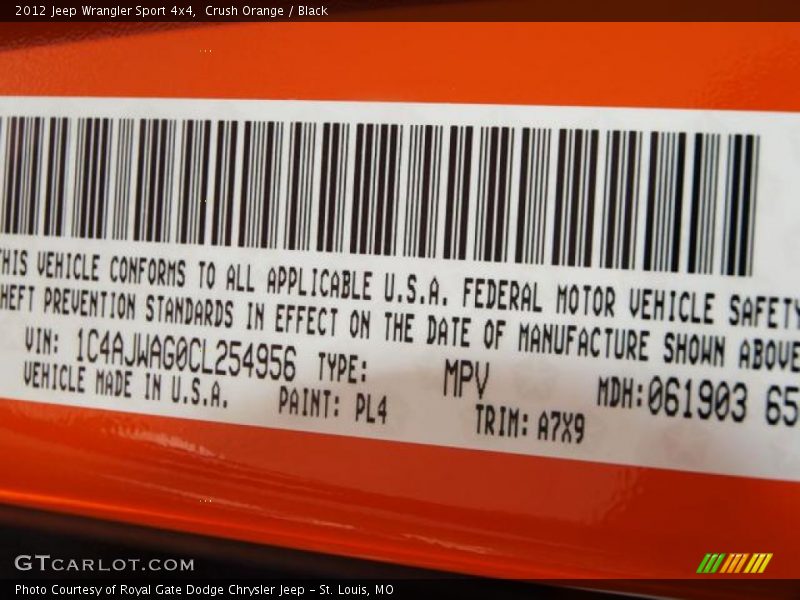 2012 Jeep Wrangler Sport 4x4, Crush Orange / Black
THIS VEHICLE CONFORMS TO ALL APPLICABLE U.S.A. FEDERAL MOTOR VEHICLE SAFETY
THEFT PREVENTION STANDARDS IN EFFECT ON THE DATE OF MANUFACTURE SHOWN ABOVE
VIN: 1C4AJWAG0CL254956 TYPE: MPV MDH:061903 65
VEHICLE MADE IN U.S.A. PAINT: PL4 TRIM: A7X9
GTCARLOT.COM
Photo Courtesy of Royal Gate Dodge Chrysler Jeep - St. Louis, MO